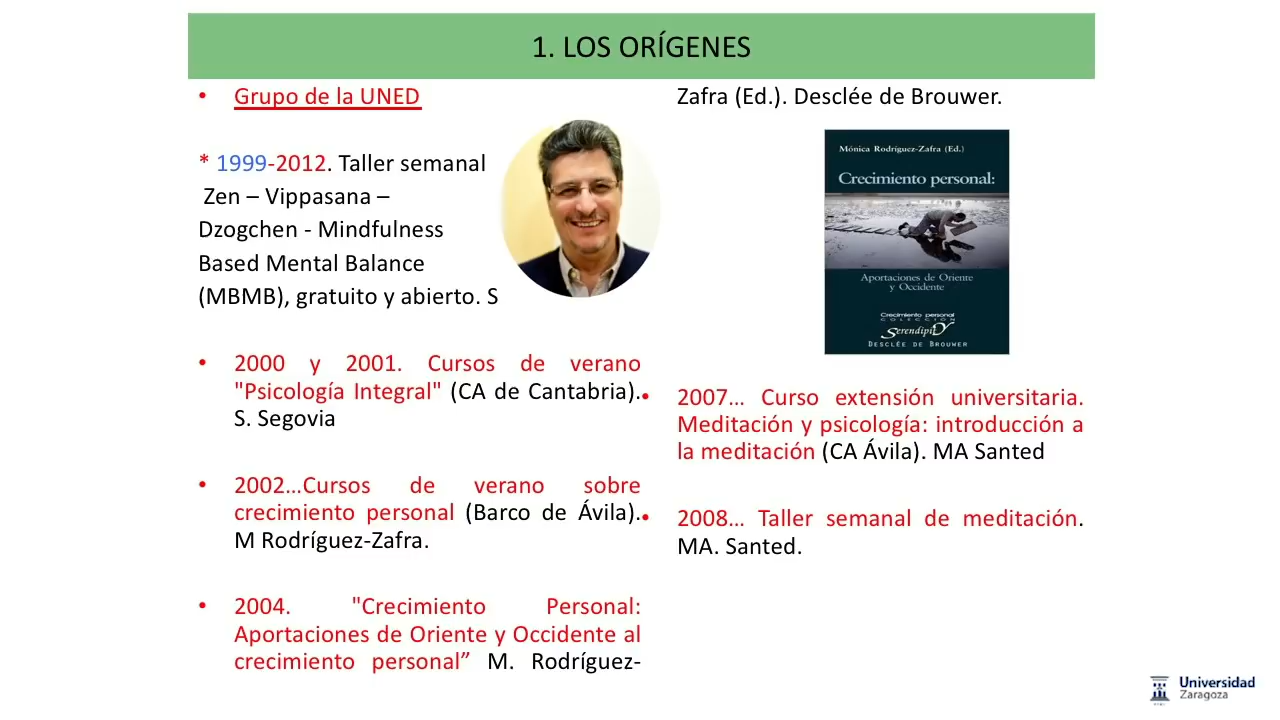 1. LOS ORÍGENES
• Grupo de la UNED
* 1999-2012. Taller semanal
Zen – Vippasana –
Dzogchen - Mindfulness
Based Mental Balance
(MBMB), gratuito y abierto. S
• 2000 y 2001. Cursos de verano
"Psicología Integral" (CA de Cantabria).
S. Segovia
• 2002…Cursos de verano sobre
crecimiento personal (Barco de Ávila).
M Rodríguez-Zafra.
• 2004. "Crecimiento Personal:
Aportaciones de Oriente y Occidente al
crecimiento personal” M. Rodríguez-
Zafra (Ed.). Desclée de Brouwer.
Mónica Rodríguez-Zafra (Ed.)
Crecimiento personal:
Aportaciones de Oriente
y Occidente
Crecimiento personal
COLECCIÓN
Serendipity
DESCLÉE DE BROUWER
• 2007… Curso extensión universitaria.
Meditación y psicología: introducción a
la meditación (CA Ávila). MA Santed
• 2008… Taller semanal de meditación.
MA. Santed.
Universidad
Zaragoza